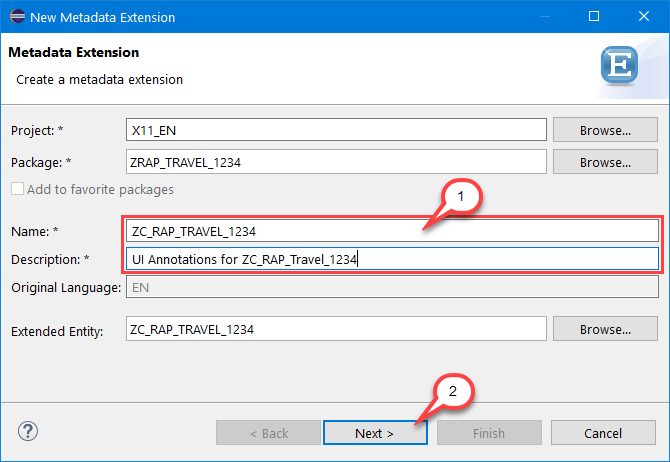 New Metadata Extension
Metadata Extension
Create a metadata extension
E
Project: * X11_EN Browse...
Package: * ZRAP_TRAVEL_1234 Browse...
Add to favorite packages
1
Name: * ZC_RAP_TRAVEL_1234
Description: * UI Annotations for ZC_RAP_Travel_1234
Original Language: EN
Extended Entity: ZC_RAP_TRAVEL_1234 Browse...
2
? < Back Next > Finish Cancel